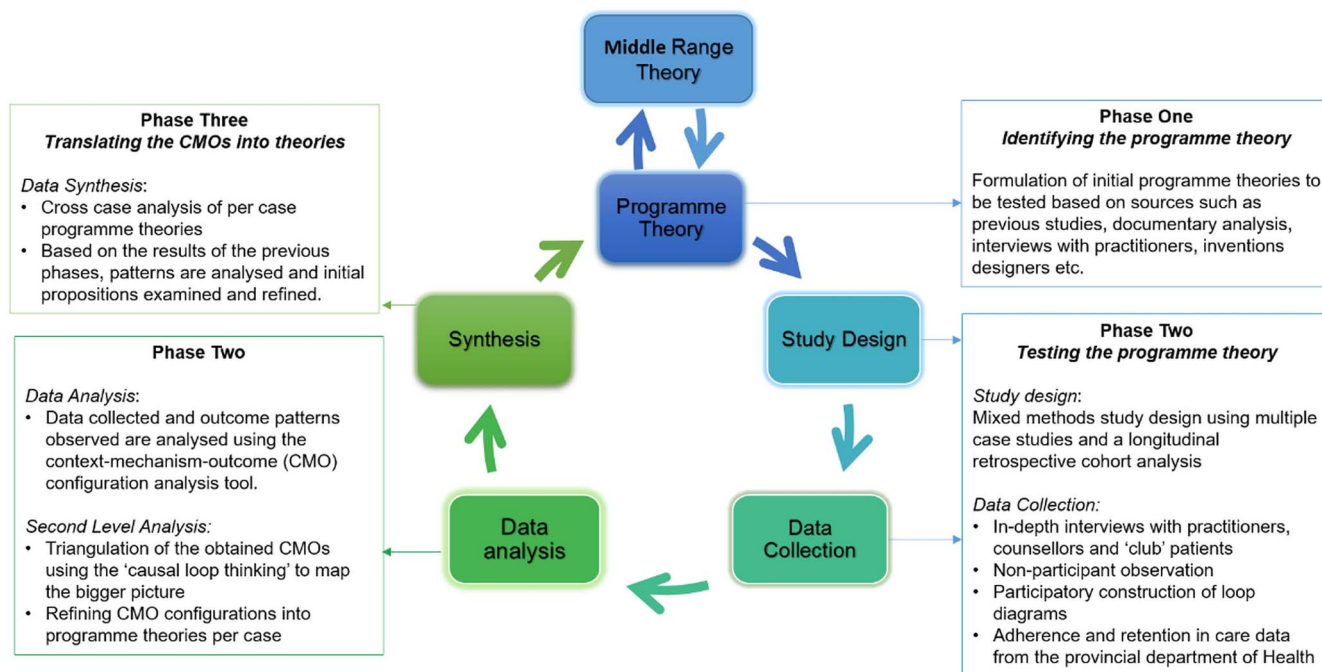 Middle Range
Theory
Phase Three
Translating the CMOs into theories
Data Synthesis:
• Cross case analysis of per case
programme theories
• Based on the results of the previous
phases, patterns are analysed and initial
propositions examined and refined.
Phase One
Identifying the programme theory
Formulation of initial programme theories to
be tested based on sources such as
previous studies, documentary analysis,
interviews with practitioners, inventions
designers etc.
Programme
Theory
Synthesis
Study Design
Data
analysis
Data
Collection
Phase Two
Data Analysis:
• Data collected and outcome patterns
observed are analysed using the
context-mechanism-outcome (CMO)
configuration analysis tool.
Second Level Analysis:
• Triangulation of the obtained CMOs
using the ‘causal loop thinking’ to map
the bigger picture
• Refining CMO configurations into
programme theories per case
Phase Two
Testing the programme theory
Study design:
Mixed methods study design using multiple
case studies and a longitudinal
retrospective cohort analysis
Data Collection:
• In-depth interviews with practitioners,
counsellors and ‘club’ patients
• Non-participant observation
• Participatory construction of loop
diagrams
• Adherence and retention in care data
from the provincial department of Health